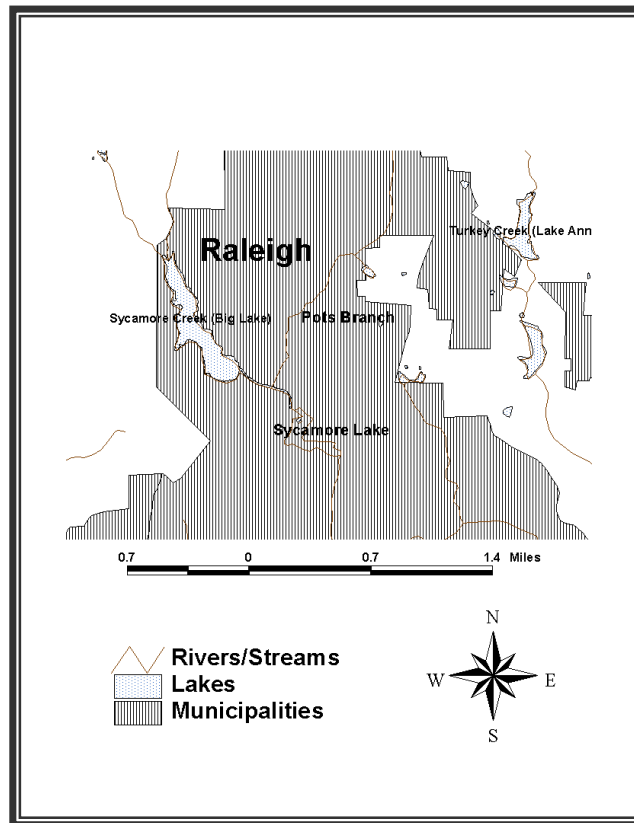 Raleigh
Turkey Creek (Lake Ann
Sycamore Creek (Big Lake)
Pots Branch
Sycamore Lake
0.7 0 0.7 1.4 Miles
Rivers/Streams
Lakes
Municipalities
N
W E
S